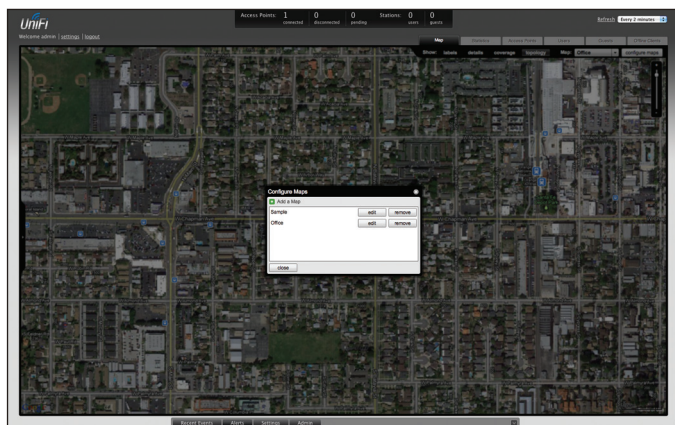 UniFi
Welcome admin | settings | logout
Access Points: 1 connected 0 disconnected 0 pending Stations: 0 users 0 guests
Refresh Every 2 minutes
Map Statistics Access Points Users Guests Offline Clients
Show: labels details coverage topology Map: Office configure maps
Configure Maps
Add a Map
Sample edit remove
Office edit remove
close
Recent Events Alerts Settings Admin